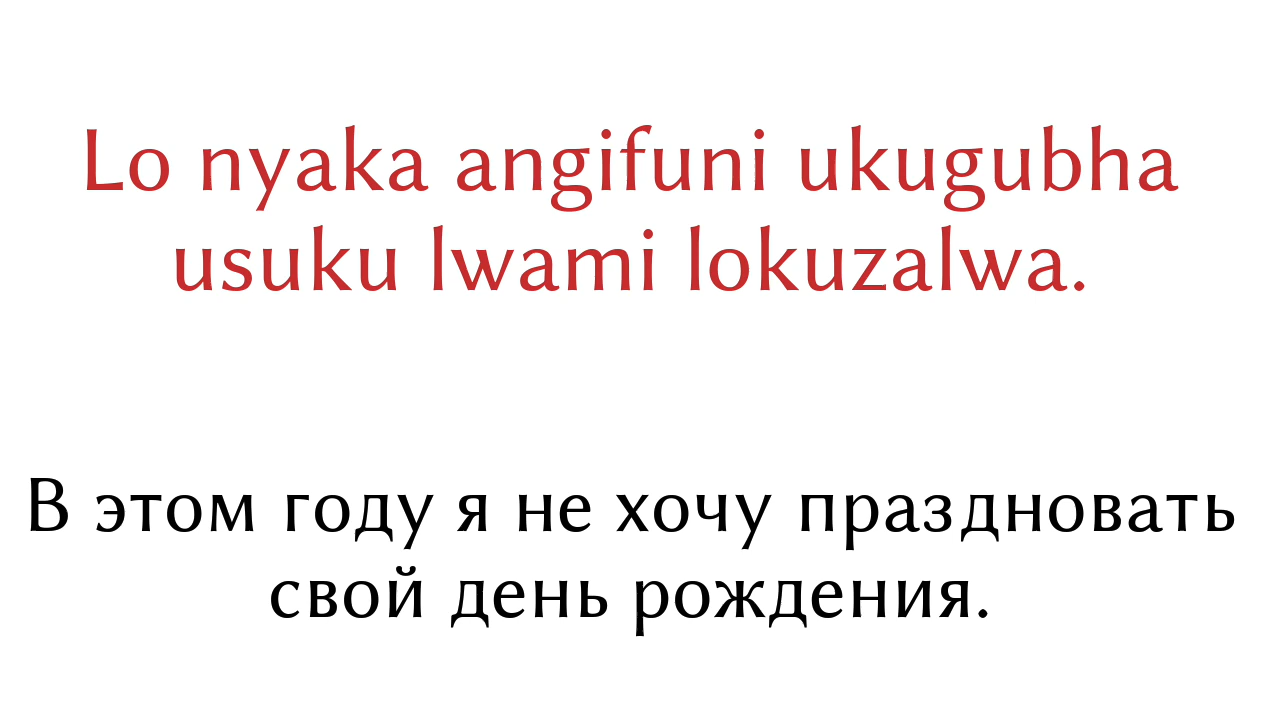 Lo nyaka angifuni ukugubha
usuku lwami lokuzalwa.
В этом году я не хочу праздновать
свой день рождения.